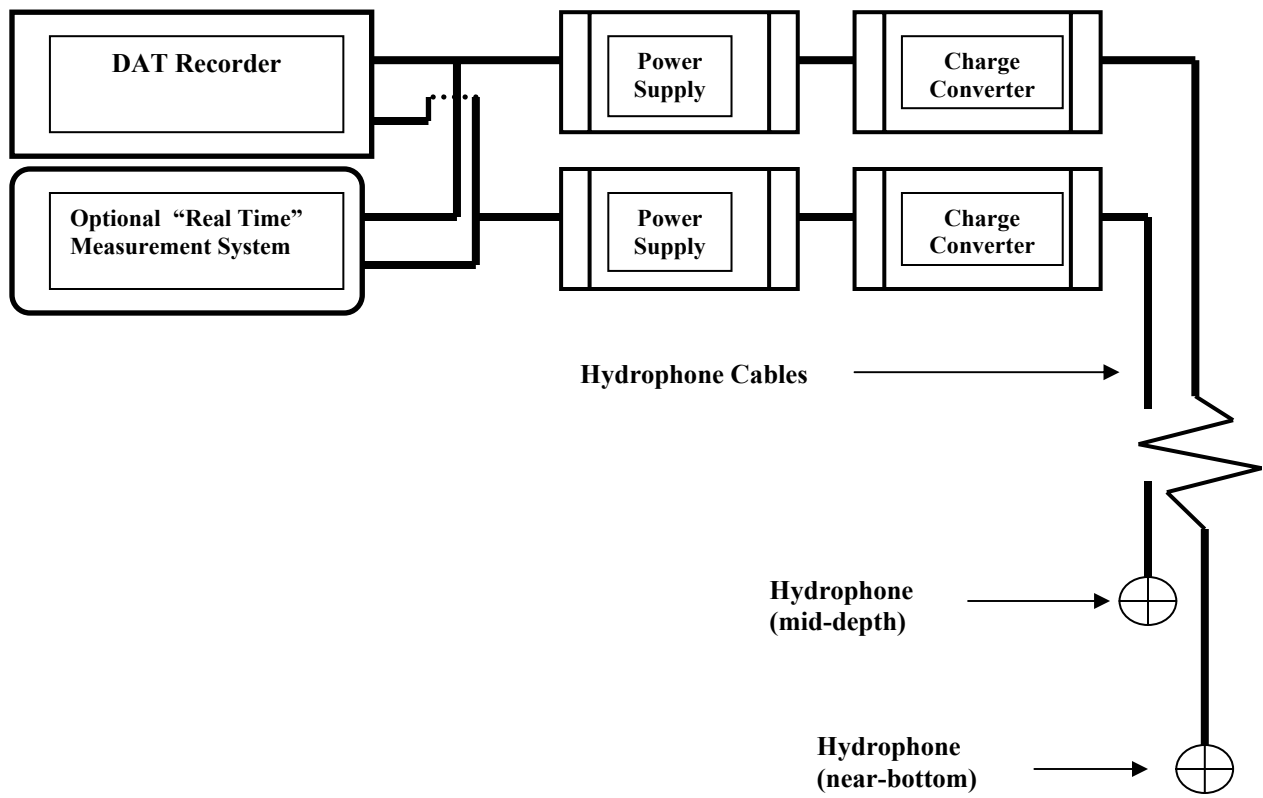 DAT Recorder
Power
Supply
Charge
Converter
Optional “Real Time”
Measurement System
Power
Supply
Charge
Converter
Hydrophone Cables
Hydrophone
(mid-depth)
Hydrophone
(near-bottom)